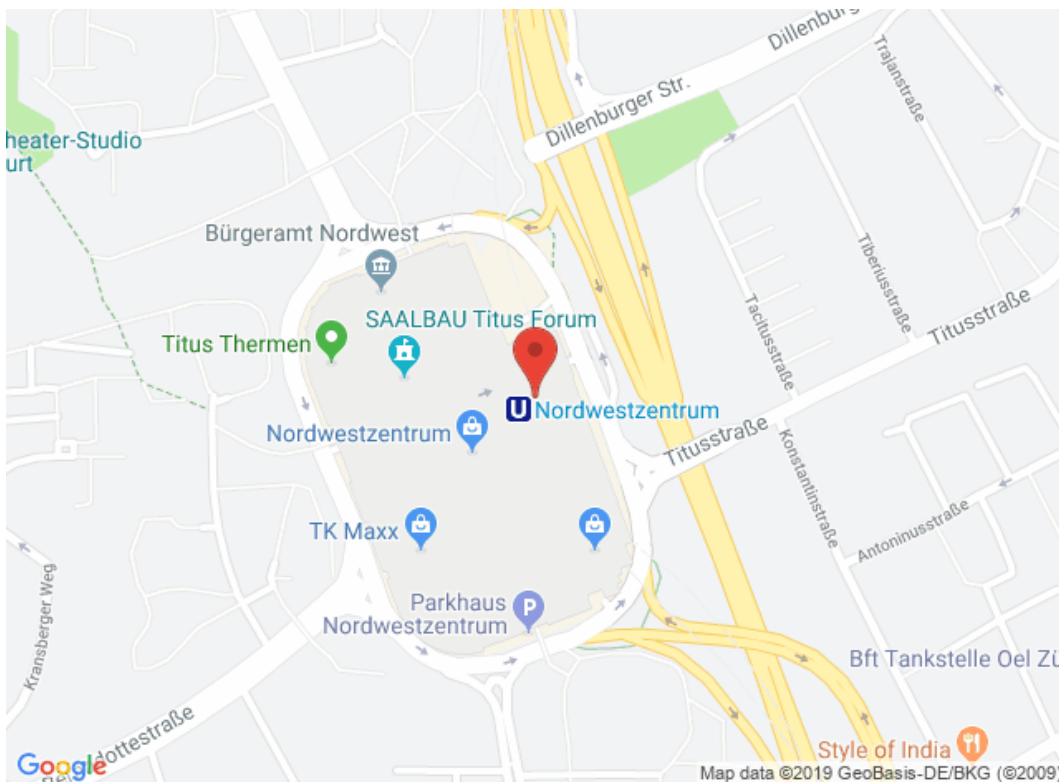 Dillenburg
Dillenburger Str.
Trajanstraße
heater-Studio
urt
Bürgeramt Nordwest
Tiberiusstraße
SAALBAU Titus Forum
Titus Thermen
Tacitusstraße
Titusstraße
U Nordwestzentrum
Nordwestzentrum
Titusstraße
Konstantinstraße
TK Maxx
Antoninusstraße
Kransberger Weg
Parkhaus
Nordwestzentrum
P
Bft Tankstelle Oel Zü
dottestraße
Style of India
Google
Map data ©2019 GeoBasis-DE/BKG (©2009)